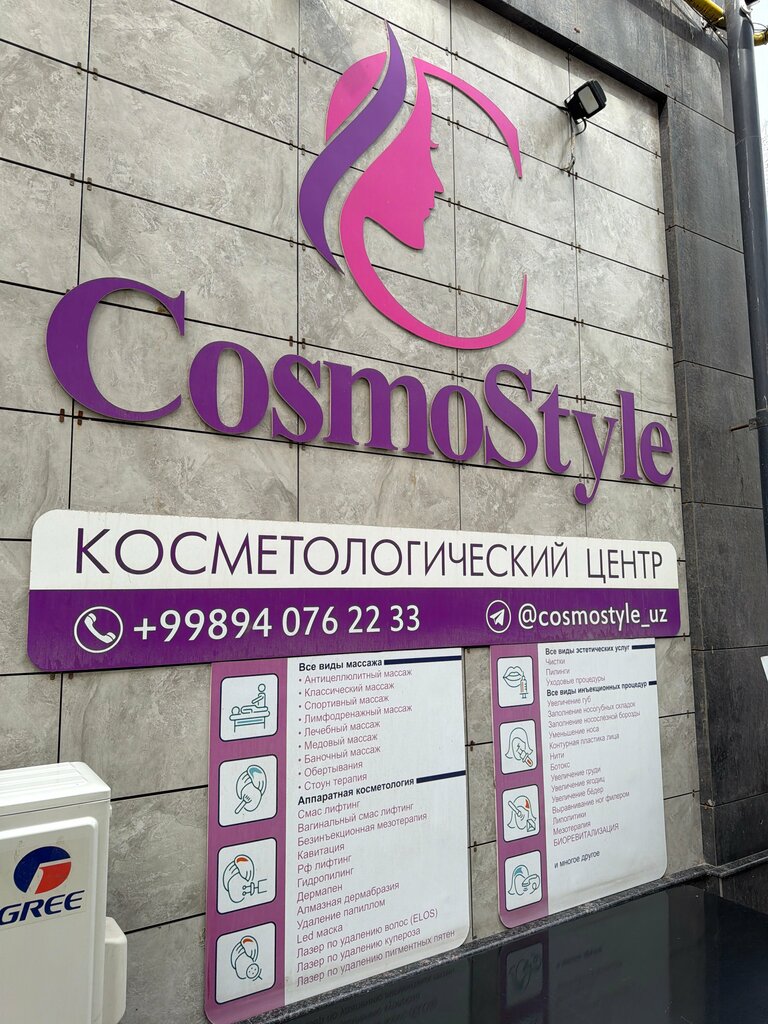 CosmoStyle
КОСМЕТОЛОГИЧЕСКИЙ ЦЕНТР
+99894 076 22 33
@cosmostyle_uz
Все виды массажа
• Антицеллюлитный массаж
• Классический массаж
• Спортивный массаж
• Лимфодренажный массаж
• Лечебный массаж
• Медовый массаж
• Баночный массаж
• Обертывания
• Стоун терапия
Аппаратная косметология
Смас лифтинг
Вагинальный смас лифтинг
Безинъекционная мезотерапия
Кавитация
Рф лифтинг
Гидропилинг
Дермапен
Алмазная дермабразия
Удаление папиллом
Led маска
Лазер по удалению волос (ELOS)
Лазер по удалению купероза
Лазер по удалению пигментных пятен
Все виды эстетических услуг
Чистки
Пилинги
Уходовые процедуры
Все виды инъекционных процедур
Увеличение губ
Заполнение носогубных складок
Заполнение носослезной борозды
Уменьшение носа
Контурная пластика лица
Нити
Ботокс
Увеличение груди
Увеличение ягодиц
Увеличение бёдер
Выравнивание ног филером
Липолитики
Мезотерапия
БИОРЕВИТАЛИЗАЦИЯ
и многое другое
GREE